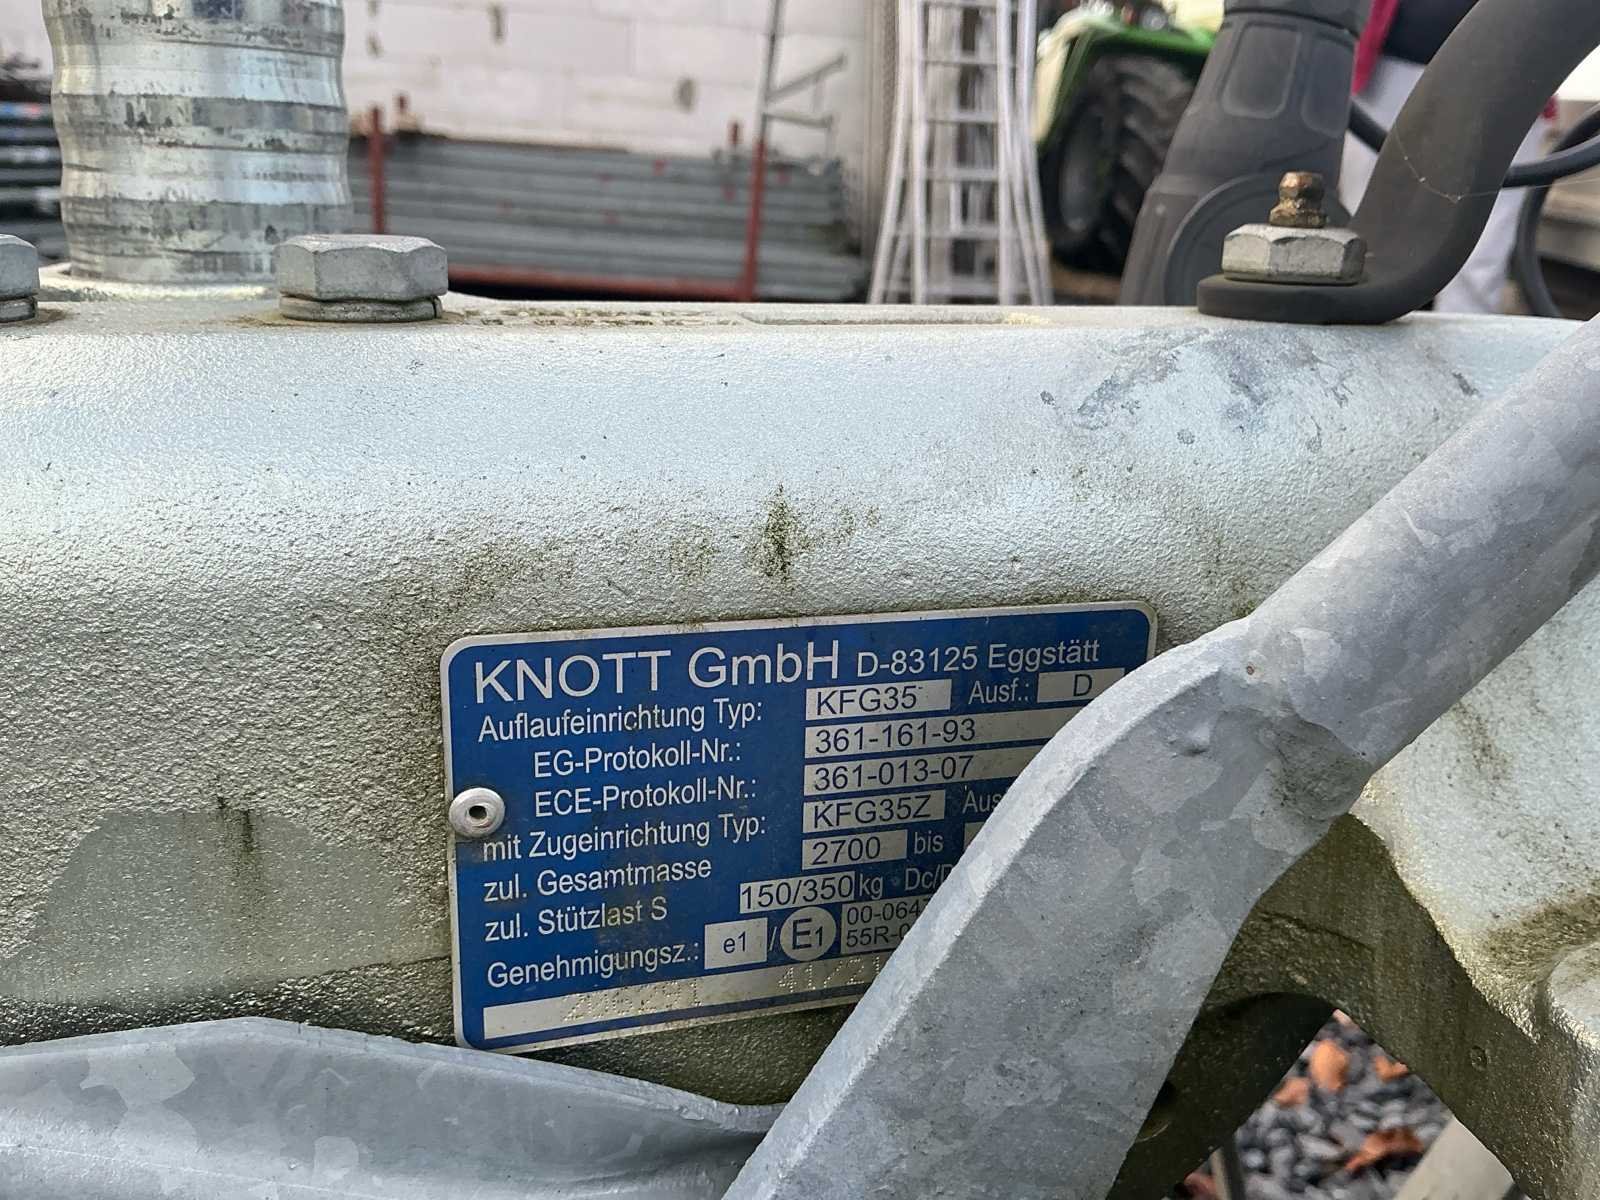 KNOTT GmbH D-83125 Eggstätt
Auflaufeinrichtung Typ: KFG35 Ausf.: D
EG-Protokoll-Nr.: 361-161-93
ECE-Protokoll-Nr.: 361-013-07
mit Zugeinrichtung Typ: KFG35Z
zul. Gesamtmasse 2700 bis
zul. Stützlast S 150/350 kg
Genehmigungsz.: e1 / E1